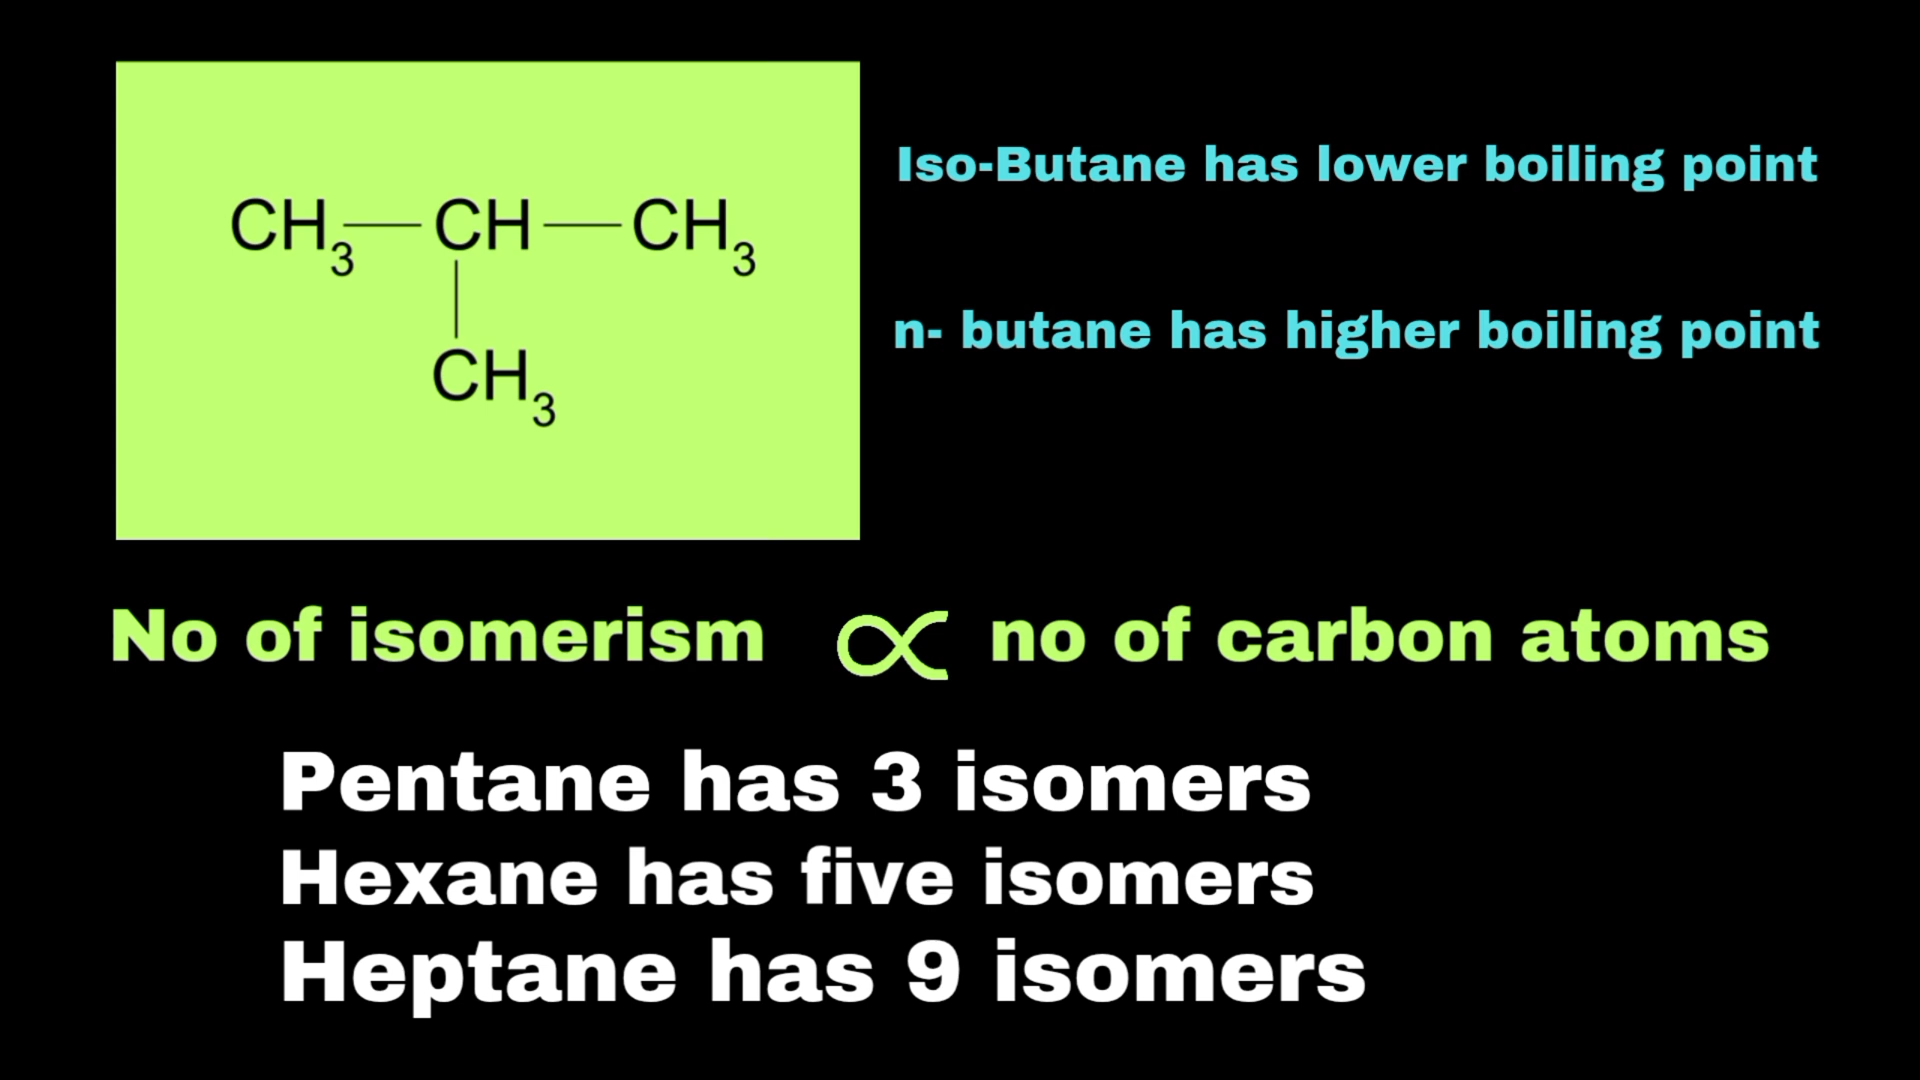 CH3—CH—CH3
CH3
Iso-Butane has lower boiling point
n- butane has higher boiling point
No of isomerism ∝ no of carbon atoms
Pentane has 3 isomers
Hexane has five isomers
Heptane has 9 isomers